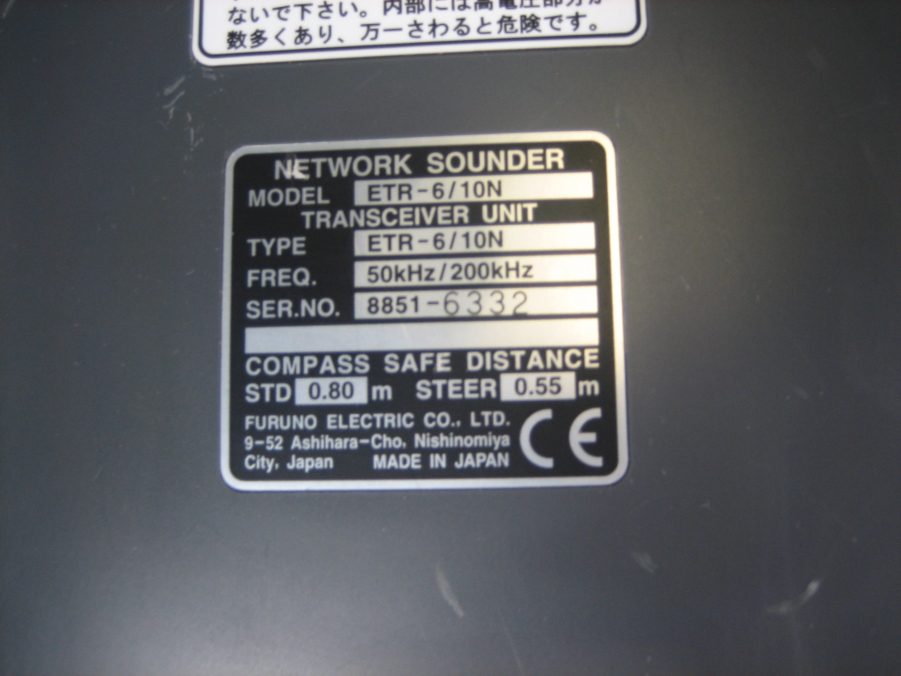 ないで下さい。内部には高電圧部分が
数多くあり、万一さわると危険です。
NETWORK SOUNDER
MODEL ETR-6/10N
TRANSCEIVER UNIT
TYPE ETR-6/10N
FREQ. 50kHz/200kHz
SER.NO. 8851-6332
COMPASS SAFE DISTANCE
STD 0.80 m STEER 0.55 m
FURUNO ELECTRIC CO., LTD.
9-52 Ashihara-Cho, Nishinomiya
City, Japan MADE IN JAPAN
CE